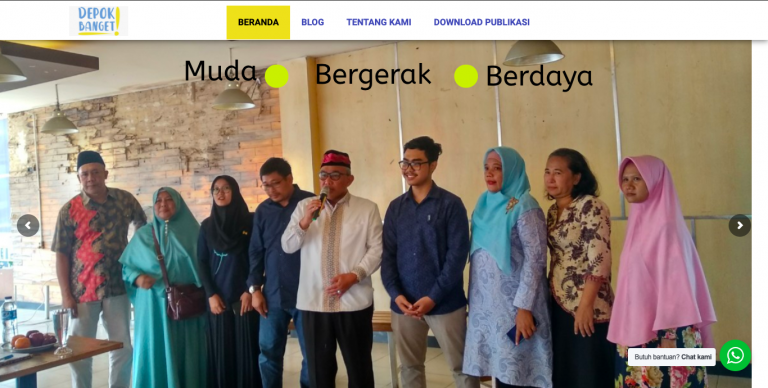 DEPOK
BANGET!
BERANDA
BLOG
TENTANG KAMI
DOWNLOAD PUBLIKASI
Muda
Bergerak
Berdaya
Butuh bantuan? Chat kami